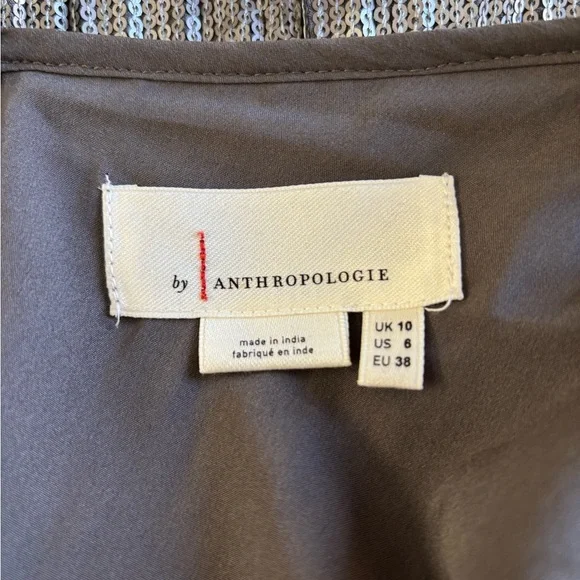 by ANTHROPOLOGIE
made in india
fabriqué en inde
UK 10
US 6
EU 38